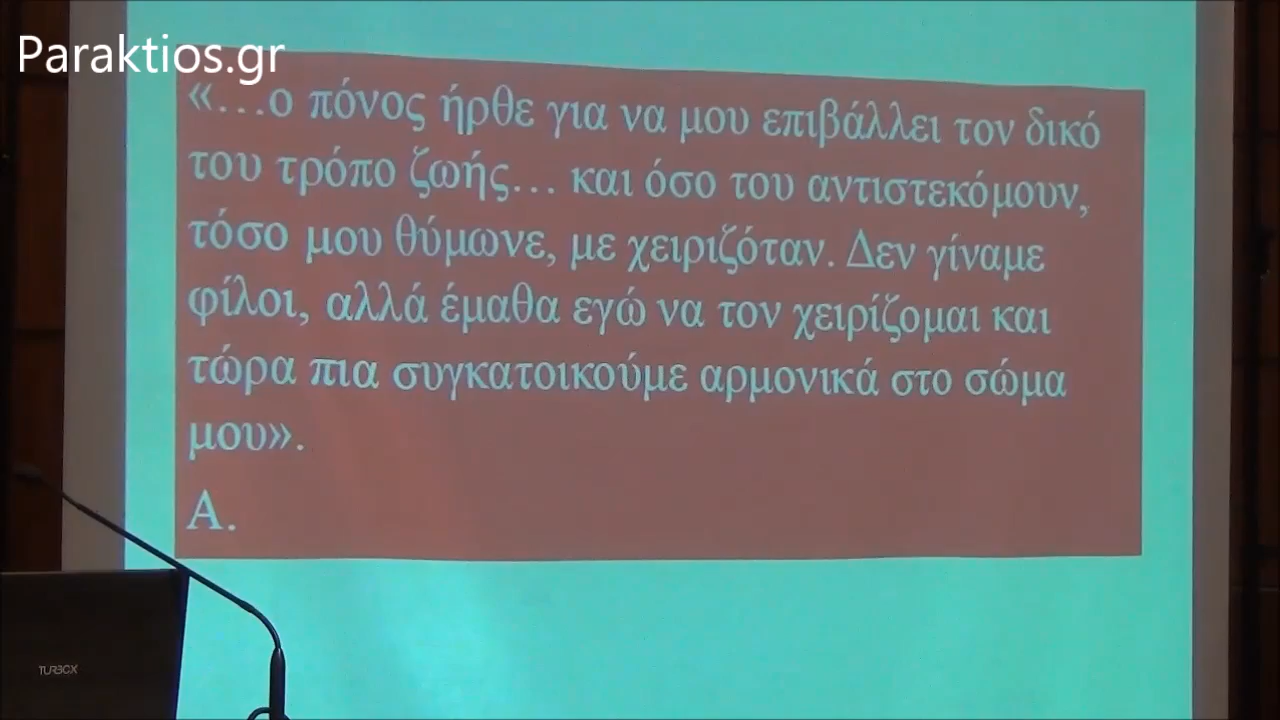 Paraktios.gr
«…ο πόνος ήρθε για να μου επιβάλλει τον δικό
του τρόπο ζωής… και όσο του αντιστεκόμουν,
τόσο μου θύμωνε, με χειριζόταν. Δεν γίναμε
φίλοι, αλλά έμαθα εγώ να τον χειρίζομαι και
τώρα πια συγκατοικούμε αρμονικά στο σώμα
μου».
Α.
TURBOX